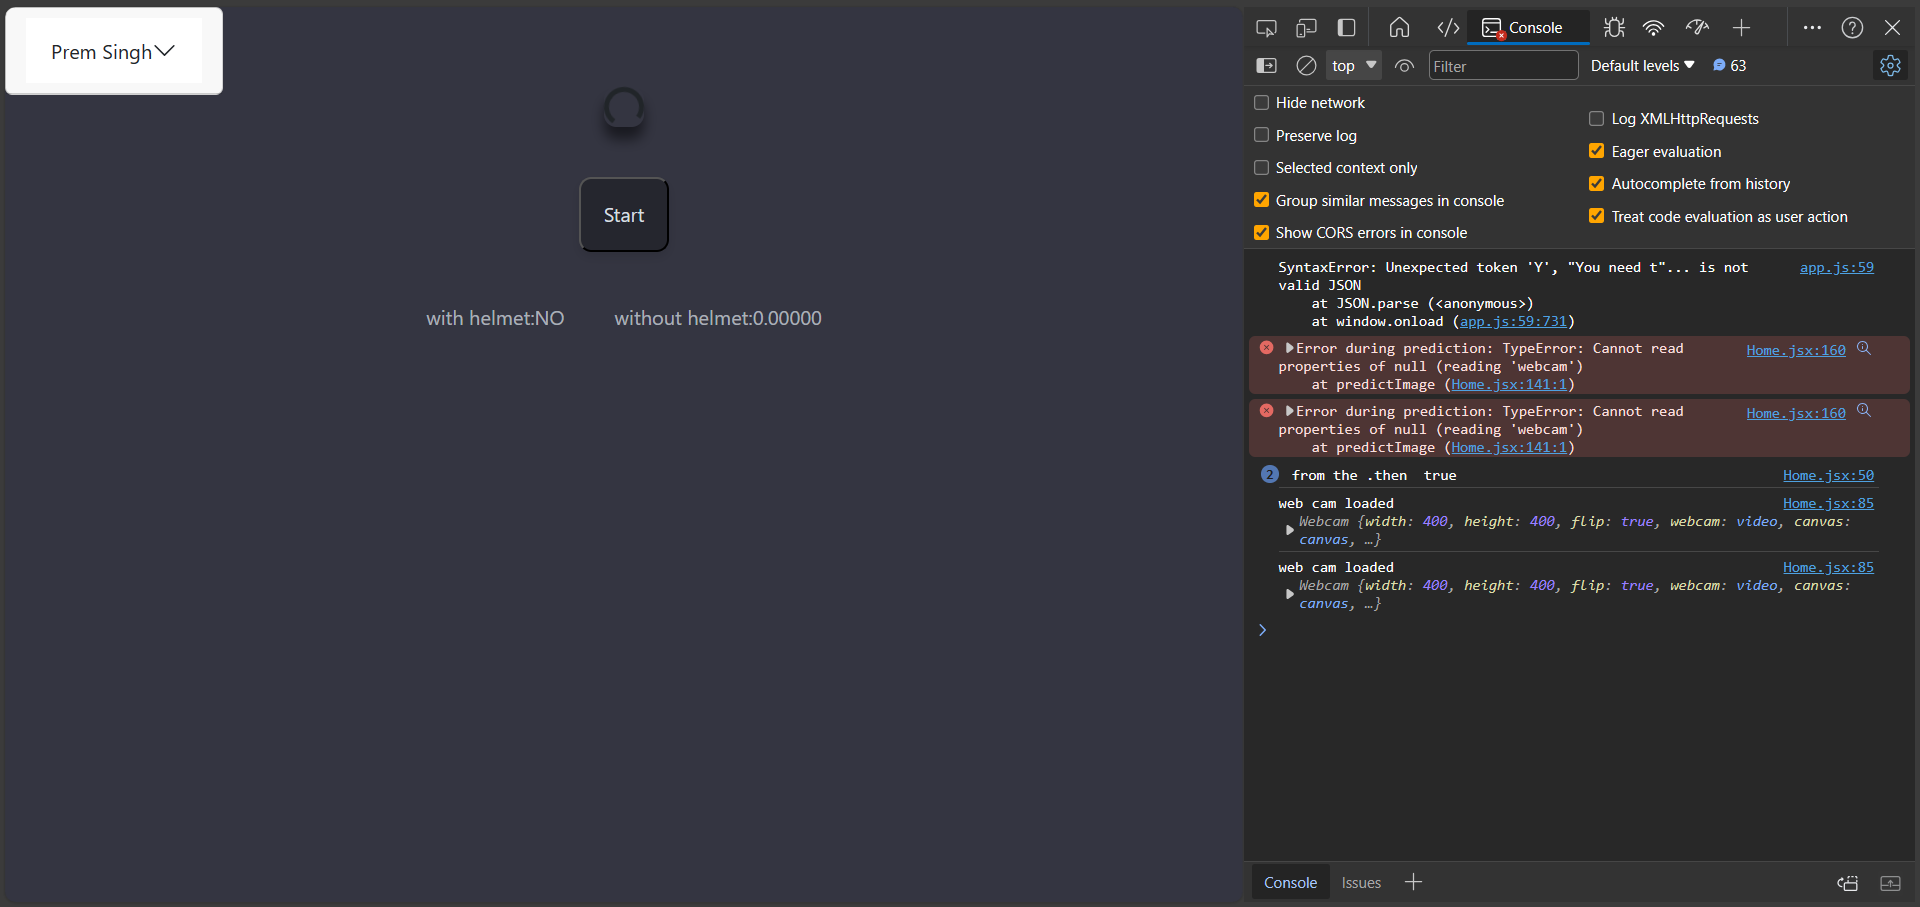 Prem Singh
Start
with helmet:NO without helmet:0.00000
Console
top Filter Default levels 63
Hide network
Preserve log
Selected context only
Group similar messages in console
Show CORS errors in console
Log XMLHttpRequests
Eager evaluation
Autocomplete from history
Treat code evaluation as user action
SyntaxError: Unexpected token 'Y', "You need t"... is not app.js:59
valid JSON
at JSON.parse (<anonymous>)
at window.onload (app.js:59:731)
Error during prediction: TypeError: Cannot read Home.jsx:160
properties of null (reading 'webcam')
at predictImage (Home.jsx:141:1)
Error during prediction: TypeError: Cannot read Home.jsx:160
properties of null (reading 'webcam')
at predictImage (Home.jsx:141:1)
2 from the .then true Home.jsx:50
web cam loaded Home.jsx:85
Webcam {width: 400, height: 400, flip: true, webcam: video, canvas:
canvas, …}
web cam loaded Home.jsx:85
Webcam {width: 400, height: 400, flip: true, webcam: video, canvas:
canvas, …}
Console Issues